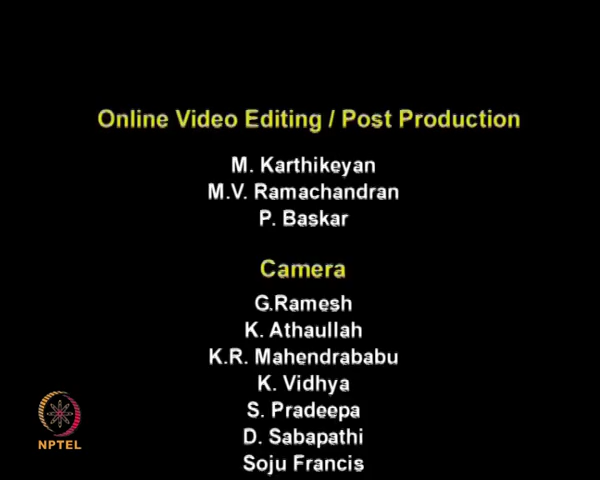 Online Video Editing / Post Production
M. Karthikeyan
M.V. Ramachandran
P. Baskar
Camera
G.Ramesh
K. Athaullah
K.R. Mahendrababu
K. Vidhya
S. Pradeepa
D. Sabapathi
Soju Francis
NPTEL